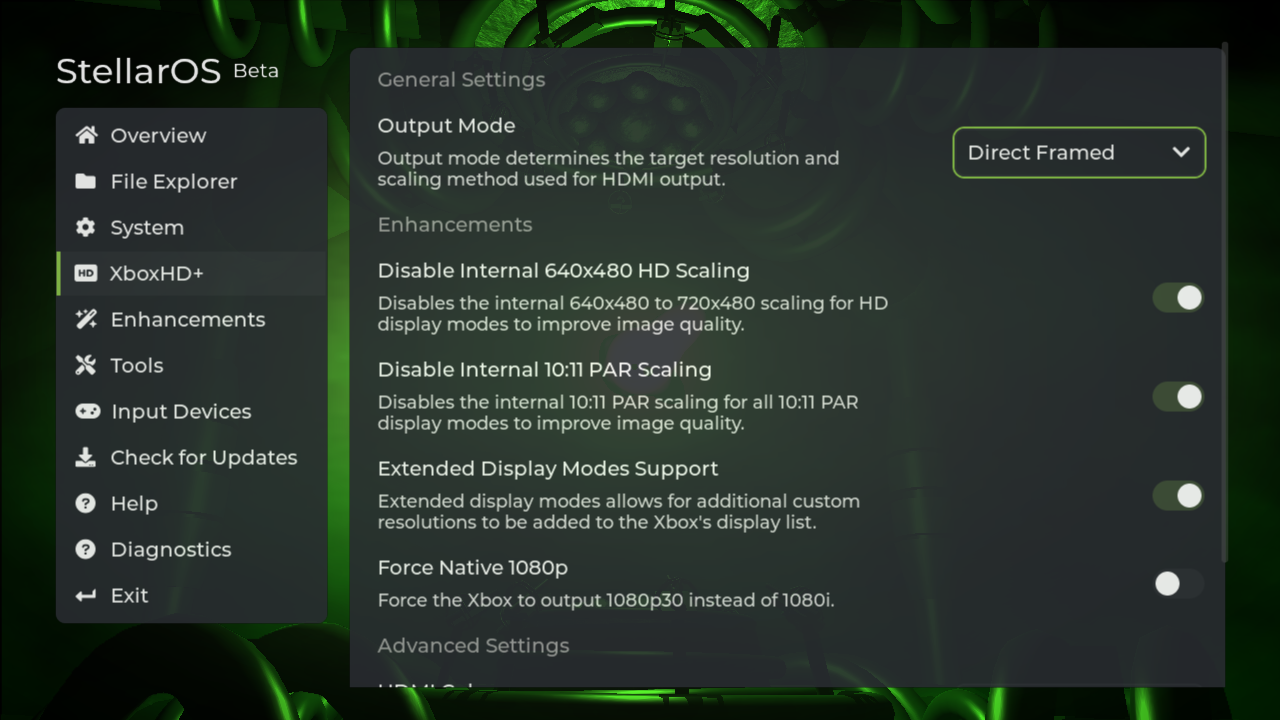 StellarOS Beta
Overview
File Explorer
System
HD XboxHD+
Enhancements
Tools
Input Devices
Check for Updates
Help
Diagnostics
Exit
General Settings
Output Mode
Output mode determines the target resolution and
scaling method used for HDMI output.
Direct Framed
Enhancements
Disable Internal 640x480 HD Scaling
Disables the internal 640x480 to 720x480 scaling for HD
display modes to improve image quality.
Disable Internal 10:11 PAR Scaling
Disables the internal 10:11 PAR scaling for all 10:11 PAR
display modes to improve image quality.
Extended Display Modes Support
Extended display modes allows for additional custom
resolutions to be added to the Xbox's display list.
Force Native 1080p
Force the Xbox to output 1080p30 instead of 1080i.
Advanced Settings